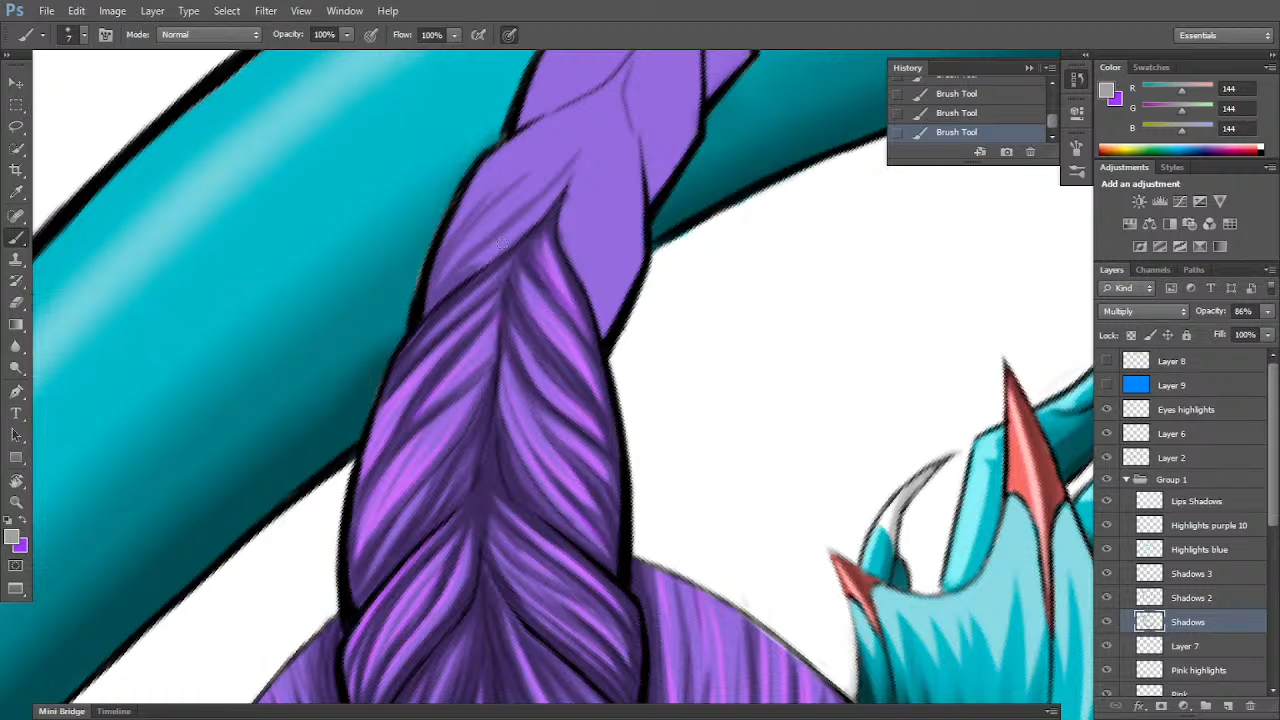 Ps File Edit Image Layer Type Select Filter View Window Help
7 Mode: Normal Opacity: 100% Flow: 100% Essentials
History
Brush Tool
Brush Tool
Brush Tool
Color Swatches
R 144
G 144
B 144
Adjustments Styles
Add an adjustment
Layers Channels Paths
Kind
Multiply Opacity: 86%
Lock: Fill: 100%
Layer 8
Layer 9
Eyes highlights
Layer 6
Layer 2
Group 1
Lips Shadows
Highlights purple 10
Highlights blue
Shadows 3
Shadows 2
Shadows
Layer 7
Pink highlights
Pink
Mini Bridge Timeline